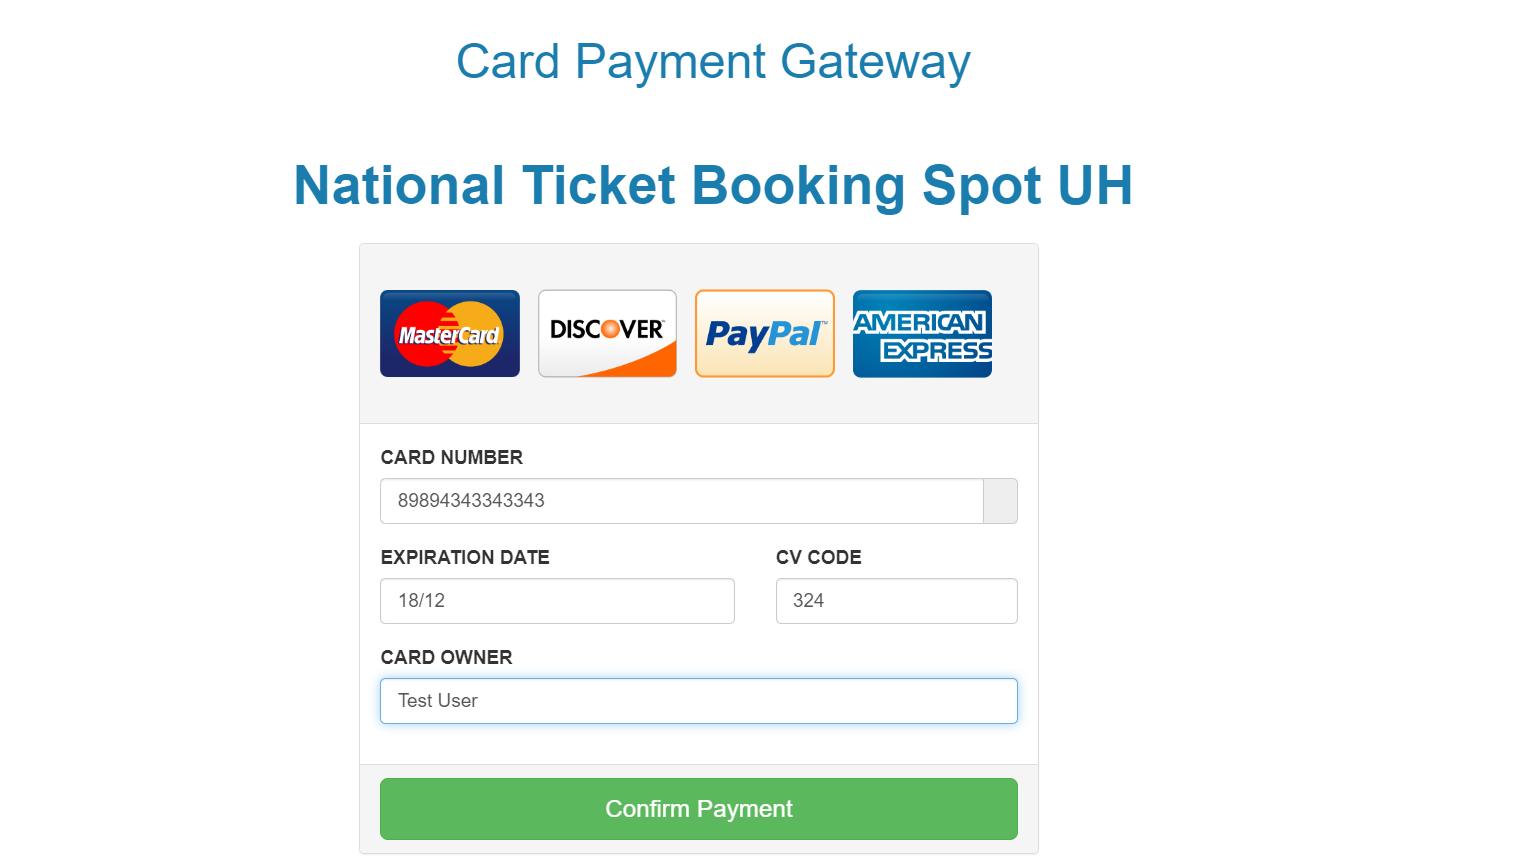 Card Payment Gateway
National Ticket Booking Spot UH
MasterCard DISCOVER PayPal™ AMERICAN EXPRESS
CARD NUMBER
89894343343343
EXPIRATION DATE CV CODE
18/12 324
CARD OWNER
Test User
Confirm Payment